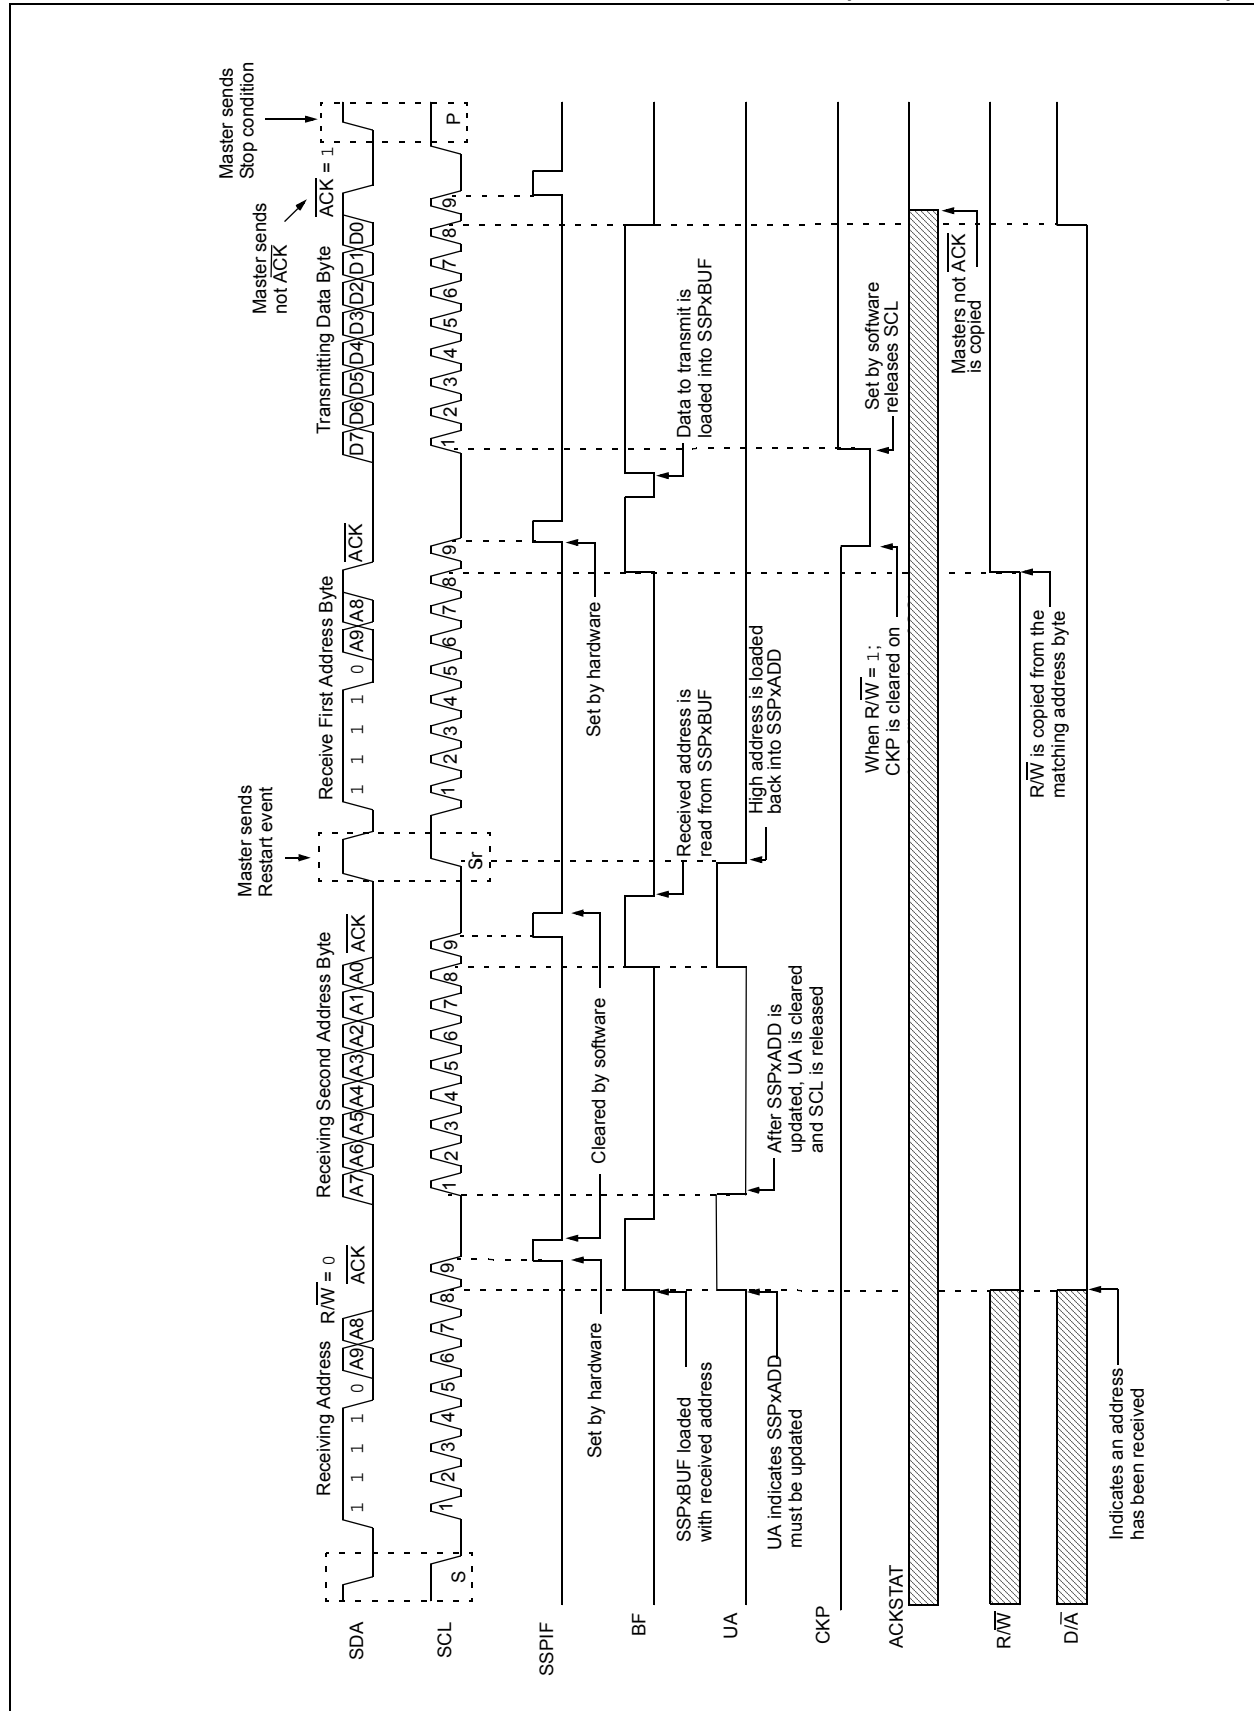 Master sends
Restart event
Master sends
not ACK
Master sends
Stop condition
Receiving Address R/W = 0
Receiving Second Address Byte
Receive First Address Byte
Transmitting Data Byte
ACK = 1
SDA
1 1 1 1 0 A9 A8 ACK
A7 A6 A5 A4 A3 A2 A1 A0 ACK
1 1 1 1 0 A9 A8 ACK
D7 D6 D5 D4 D3 D2 D1 D0
SCL
S
1 2 3 4 5 6 7 8 9
1 2 3 4 5 6 7 8 9
Sr
1 2 3 4 5 6 7 8 9
1 2 3 4 5 6 7 8 9
P
SSPIF
Set by hardware
Cleared by software
Set by hardware
BF
SSPxBUF loaded
with received address
Received address is
read from SSPxBUF
Data to transmit is
loaded into SSPxBUF
UA
UA indicates SSPxADD
must be updated
After SSPxADD is
updated, UA is cleared
and SCL is released
High address is loaded
back into SSPxADD
CKP
When R/W = 1;
CKP is cleared on
Set by software
releases SCL
ACKSTAT
Masters not ACK
is copied
R/W
R/W is copied from the
matching address byte
D/A
Indicates an address
has been received